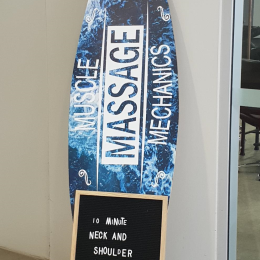 MUSCLE
MASSAGE
MECHANICS
10 MINUTE
NECK AND
SHOULDER